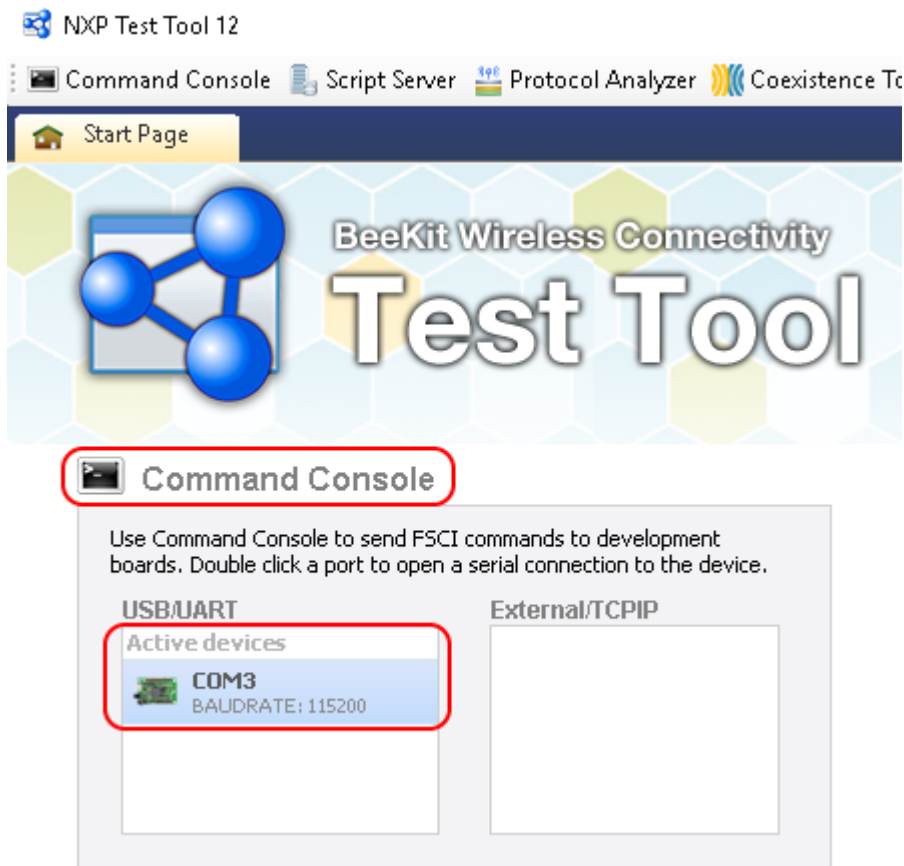 NXP Test Tool 12
Command Console Script Server Protocol Analyzer Coexistence To
Start Page
BeeKit Wireless Connectivity
Test Tool
Command Console
Use Command Console to send FSCI commands to development
boards. Double click a port to open a serial connection to the device.
USB/UART External/TCPIP
Active devices
COM3
BAUDRATE: 115200